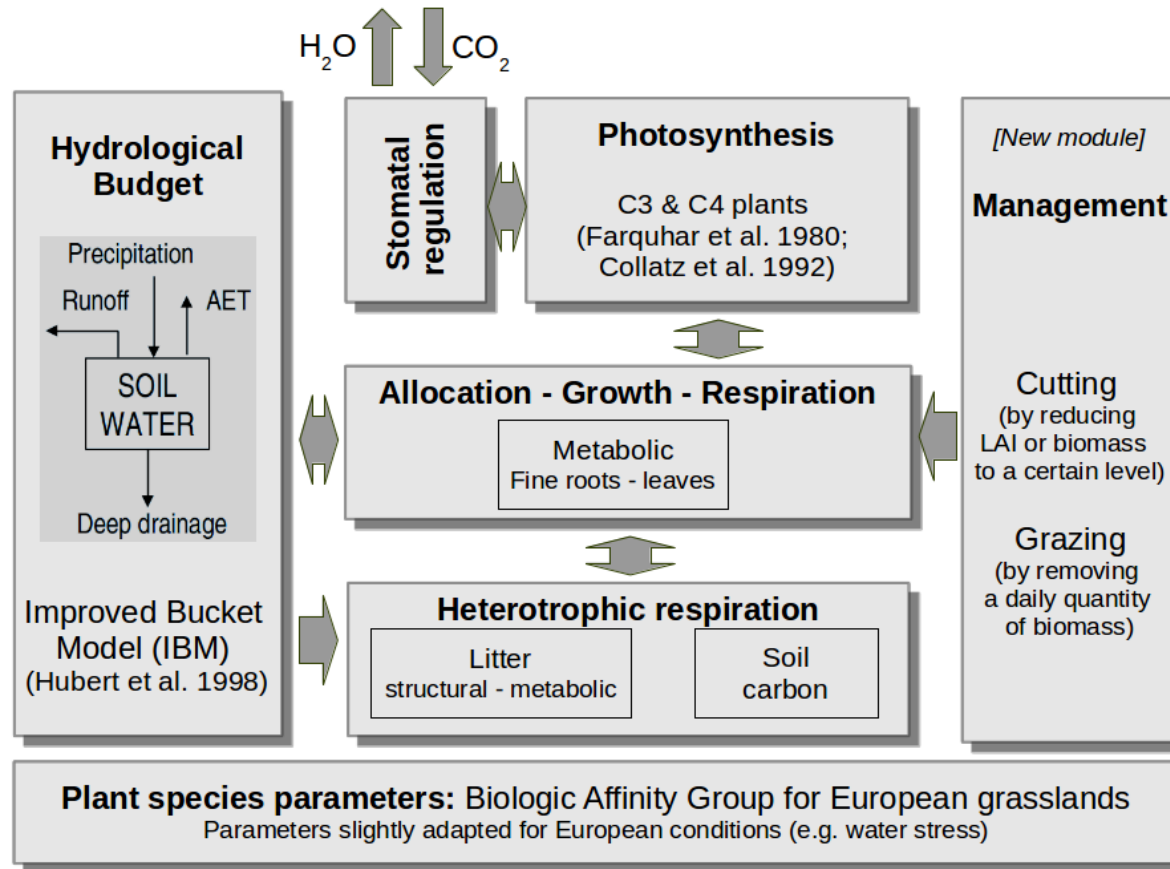 H2O
CO2
Hydrological
Budget
Precipitation
Runoff
AET
SOIL
WATER
Deep drainage
Improved Bucket
Model (IBM)
(Hubert et al. 1998)
Stomatal
regulation
Photosynthesis
C3 & C4 plants
(Farquhar et al. 1980;
Collatz et al. 1992)
Allocation - Growth - Respiration
Metabolic
Fine roots - leaves
Heterotrophic respiration
Litter
structural - metabolic
Soil
carbon
[New module]
Management
Cutting
(by reducing
LAI or biomass
to a certain level)
Grazing
(by removing
a daily quantity
of biomass)
Plant species parameters: Biologic Affinity Group for European grasslands
Parameters slightly adapted for European conditions (e.g. water stress)